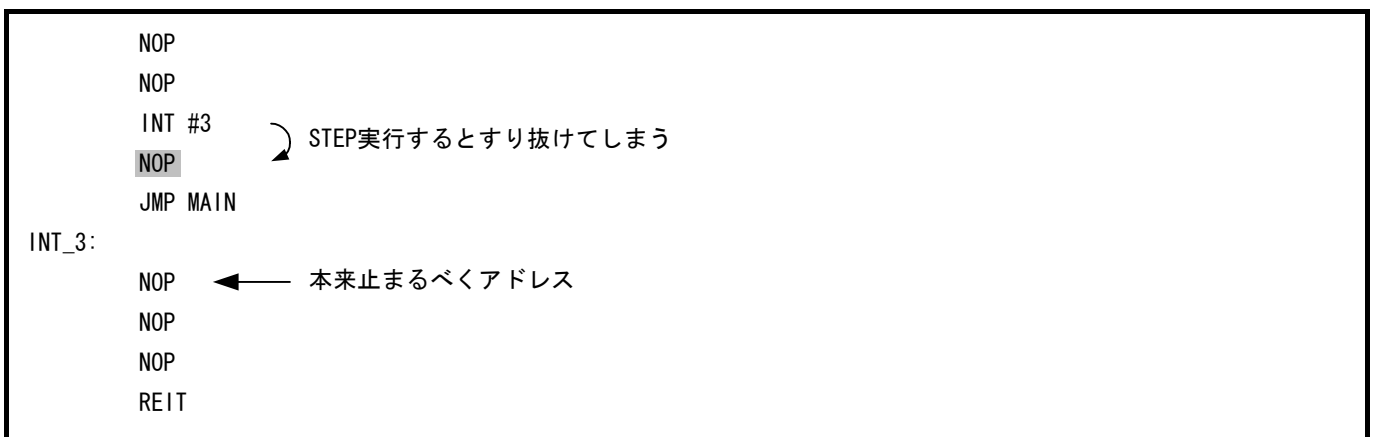 NOP
NOP
INT #3
STEP実行するとすり抜けてしまう
NOP
JMP MAIN
INT_3:
NOP
本来止まるべくアドレス
NOP
NOP
REIT